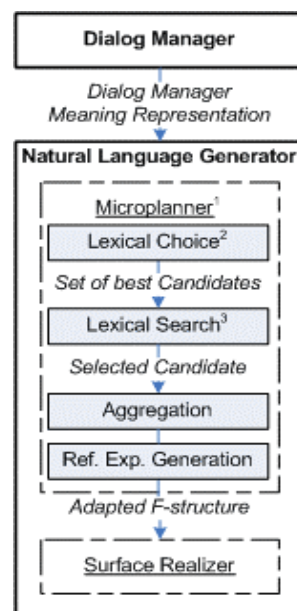 Dialog Manager
Dialog Manager
Meaning Representation
Natural Language Generator
Microplanner¹
Lexical Choice²
Set of best Candidates
Lexical Search³
Selected Candidate
Aggregation
Ref. Exp. Generation
Adapted F-structure
Surface Realizer